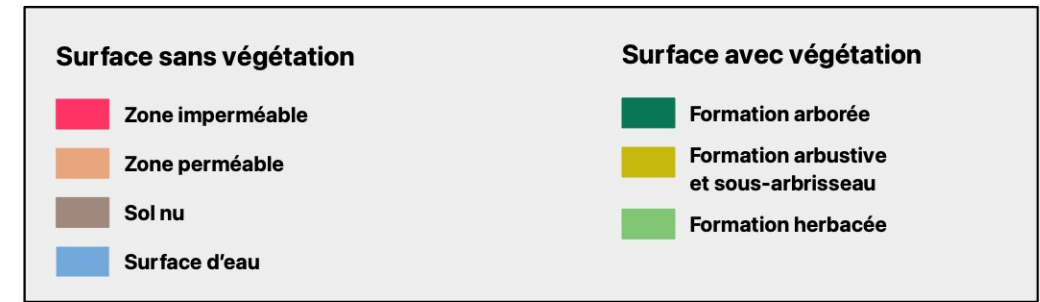 Surface sans végétation
Zone imperméable
Zone perméable
Sol nu
Surface d'eau
Surface avec végétation
Formation arborée
Formation arbustive
et sous-arbrisseau
Formation herbacée